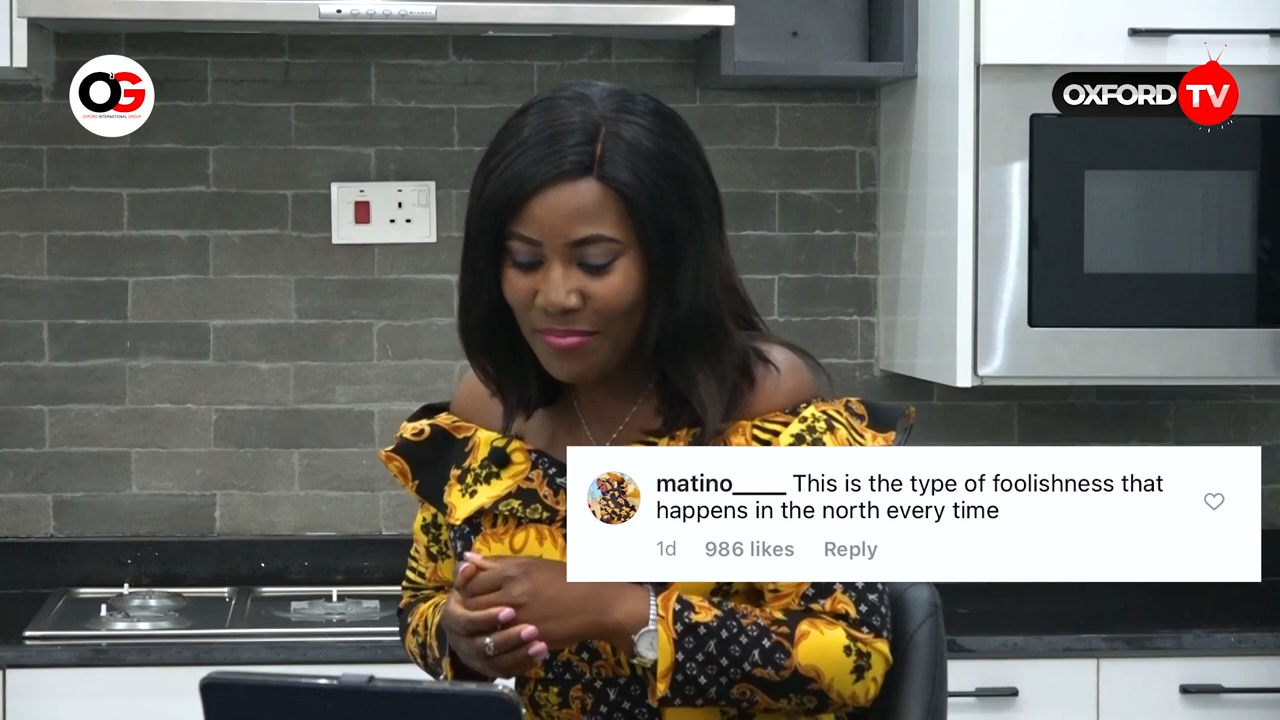 OG
OXFORD INTERNATIONAL GROUP
OXFORD TV
matino_____ This is the type of foolishness that
happens in the north every time
1d 986 likes Reply